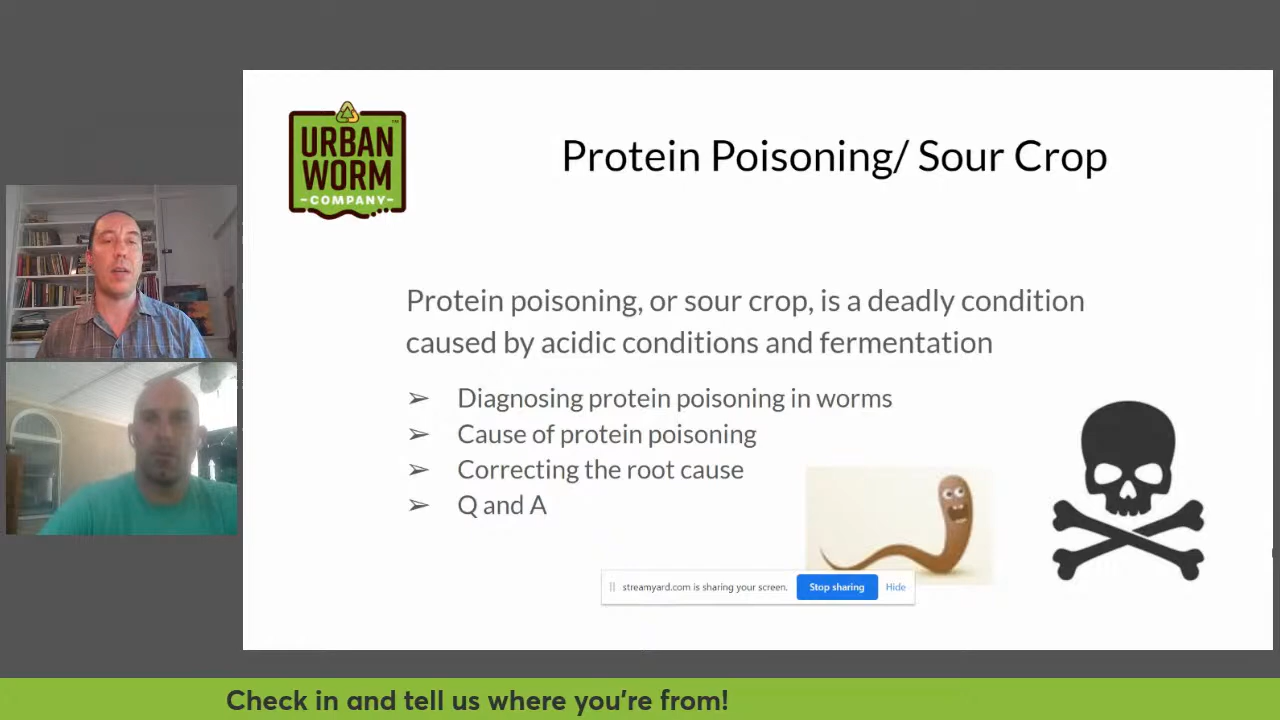 URBAN
WORM
-COMPANY-
™
Protein Poisoning/ Sour Crop
Protein poisoning, or sour crop, is a deadly condition
caused by acidic conditions and fermentation
➢ Diagnosing protein poisoning in worms
➢ Cause of protein poisoning
➢ Correcting the root cause
➢ Q and A
streamyard.com is sharing your screen. Stop sharing Hide
Check in and tell us where you're from!